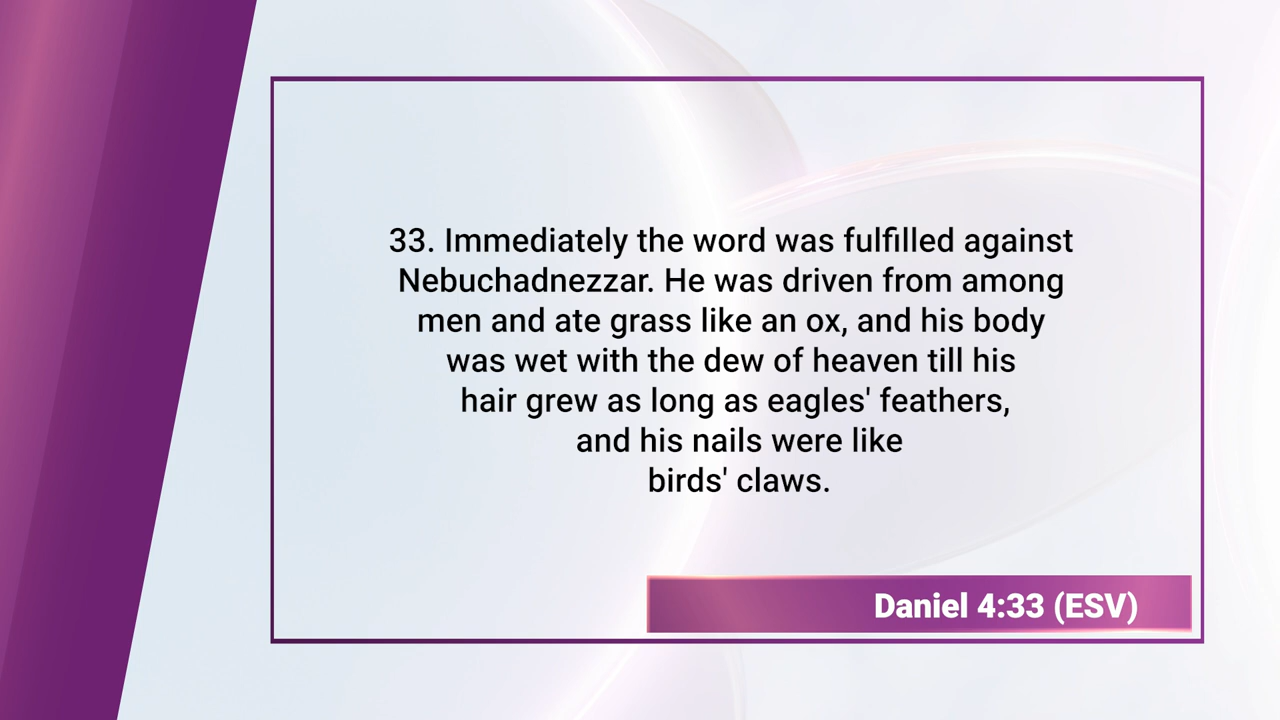 33. Immediately the word was fulfilled against
Nebuchadnezzar. He was driven from among
men and ate grass like an ox, and his body
was wet with the dew of heaven till his
hair grew as long as eagles' feathers,
and his nails were like
birds' claws.
Daniel 4:33 (ESV)